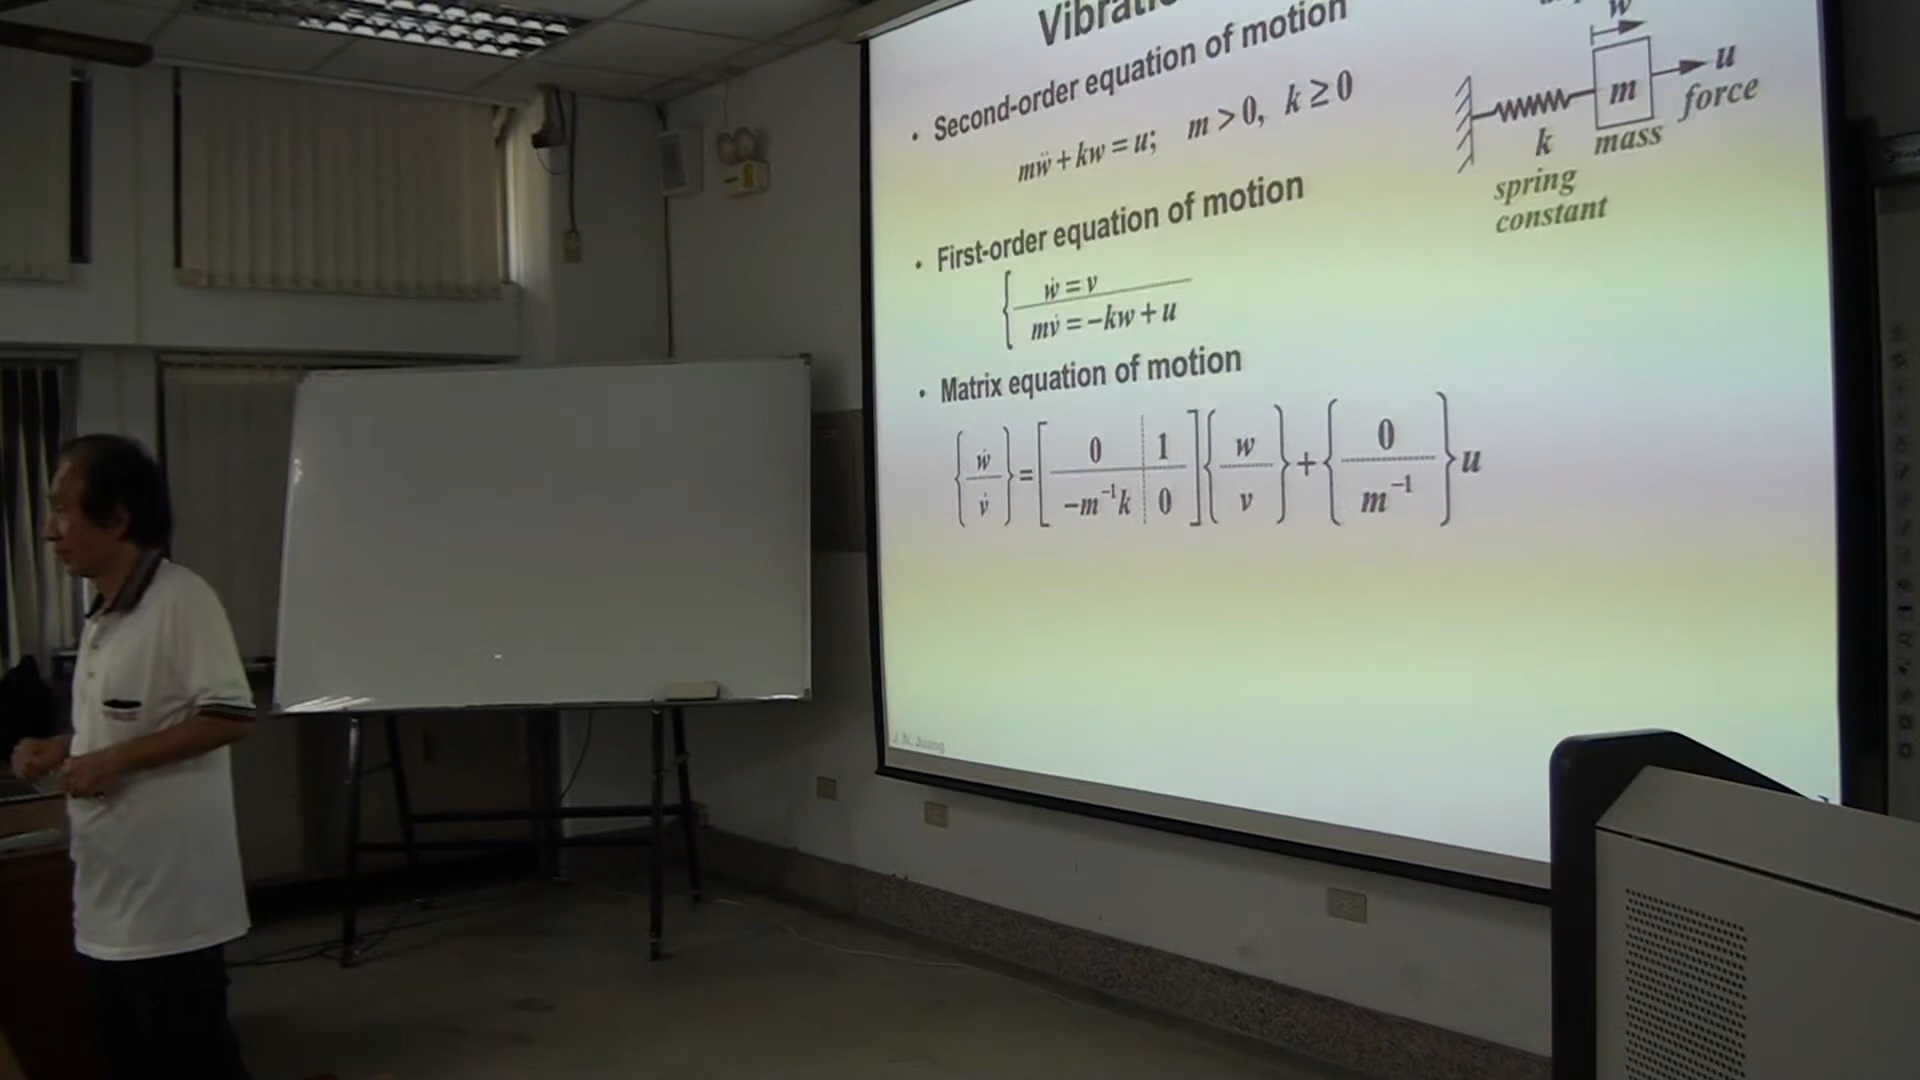 • Second-order equation of motion
mẅ + kw = u; m > 0, k ≥ 0
w
m
u
force
k
mass
spring
constant
• First-order equation of motion
ẇ = v
mv̇ = −kw + u
• Matrix equation of motion
{ẇ / v̇} = [0 1 / −m⁻¹k 0]{w / v} + {0 / m⁻¹}u
J. N. Juang